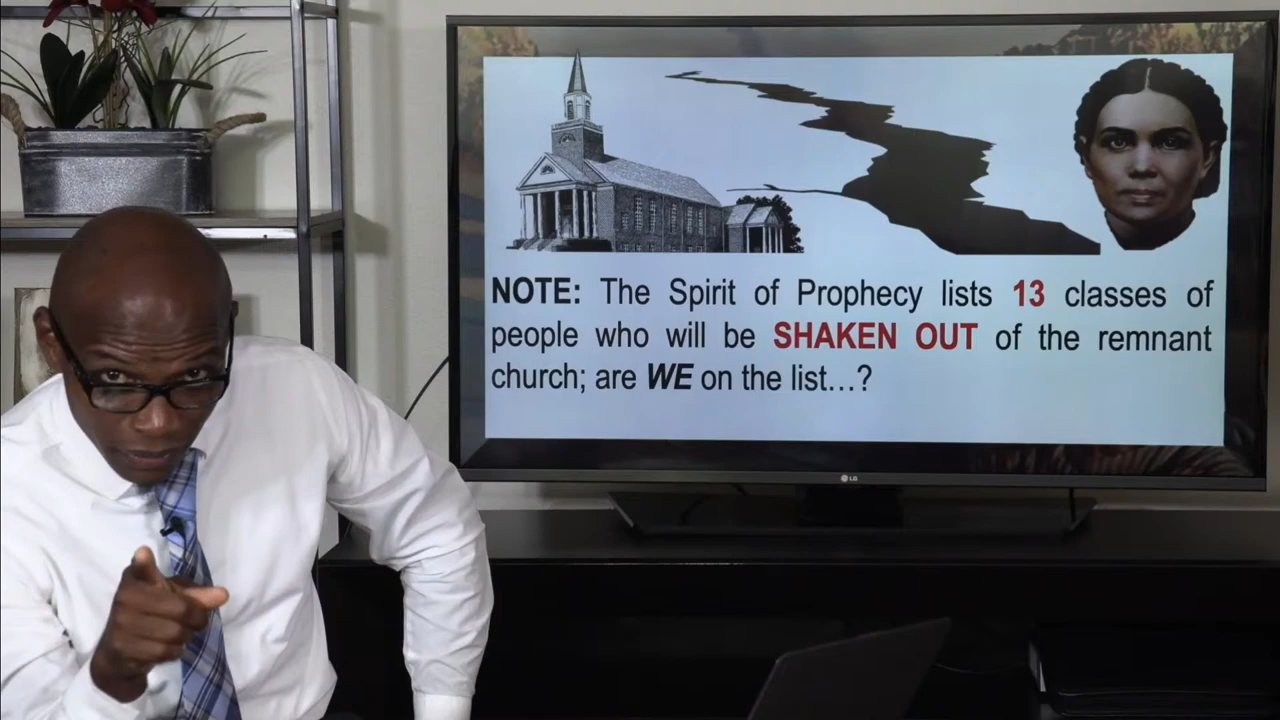 NOTE: The Spirit of Prophecy lists 13 classes of
people who will be SHAKEN OUT of the remnant
church; are WE on the list...?
LG